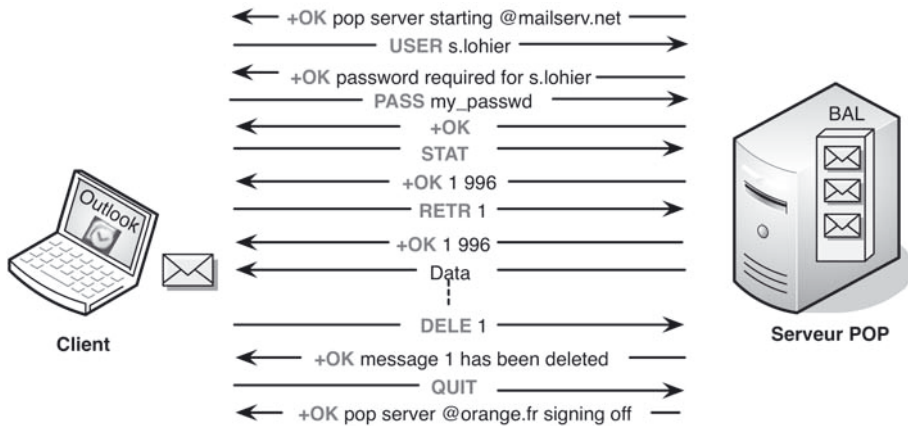 +OK pop server starting @mailserv.net
USER s.lohier
+OK password required for s.lohier
PASS my_passwd
+OK
STAT
+OK 1 996
RETR 1
+OK 1 996
Data
DELE 1
+OK message 1 has been deleted
QUIT
+OK pop server @orange.fr signing off
Outlook
Client
BAL
Serveur POP